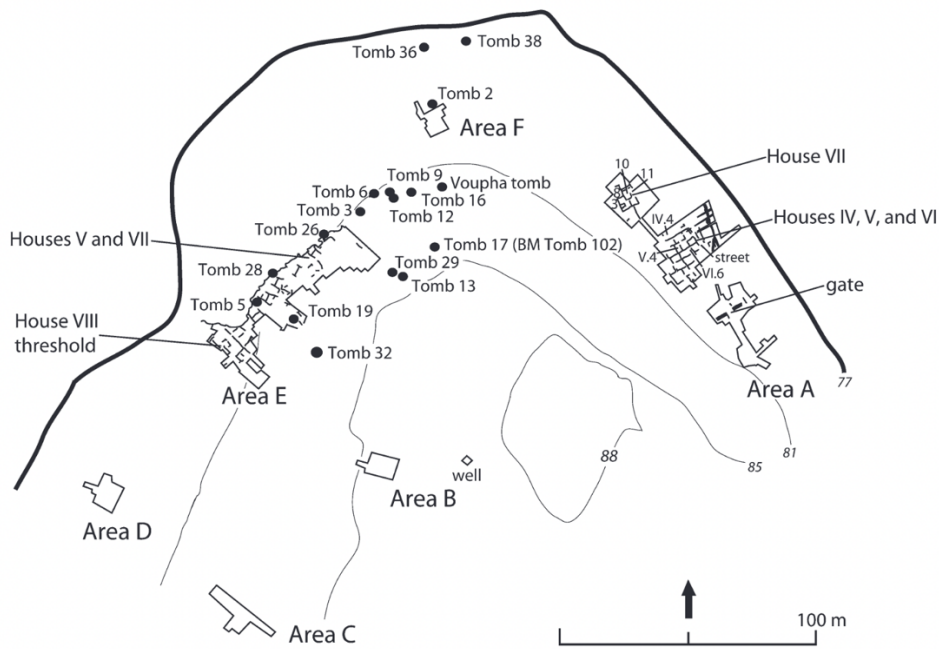 Tomb 36
Tomb 38
Tomb 2
Area F
House VII
10
11
8
3
Tomb 9
Voupha tomb
Tomb 6
Tomb 16
Tomb 3
Tomb 12
IV.4
Houses IV, V, and VI
Tomb 26
Houses V and VII
Tomb 17 (BM Tomb 102)
V.4
street
Tomb 29
VI.6
Tomb 28
Tomb 13
gate
Tomb 5
Tomb 19
House VIII
threshold
Tomb 32
Area E
Area A
77
81
88
85
well
Area B
Area D
Area C
100 m